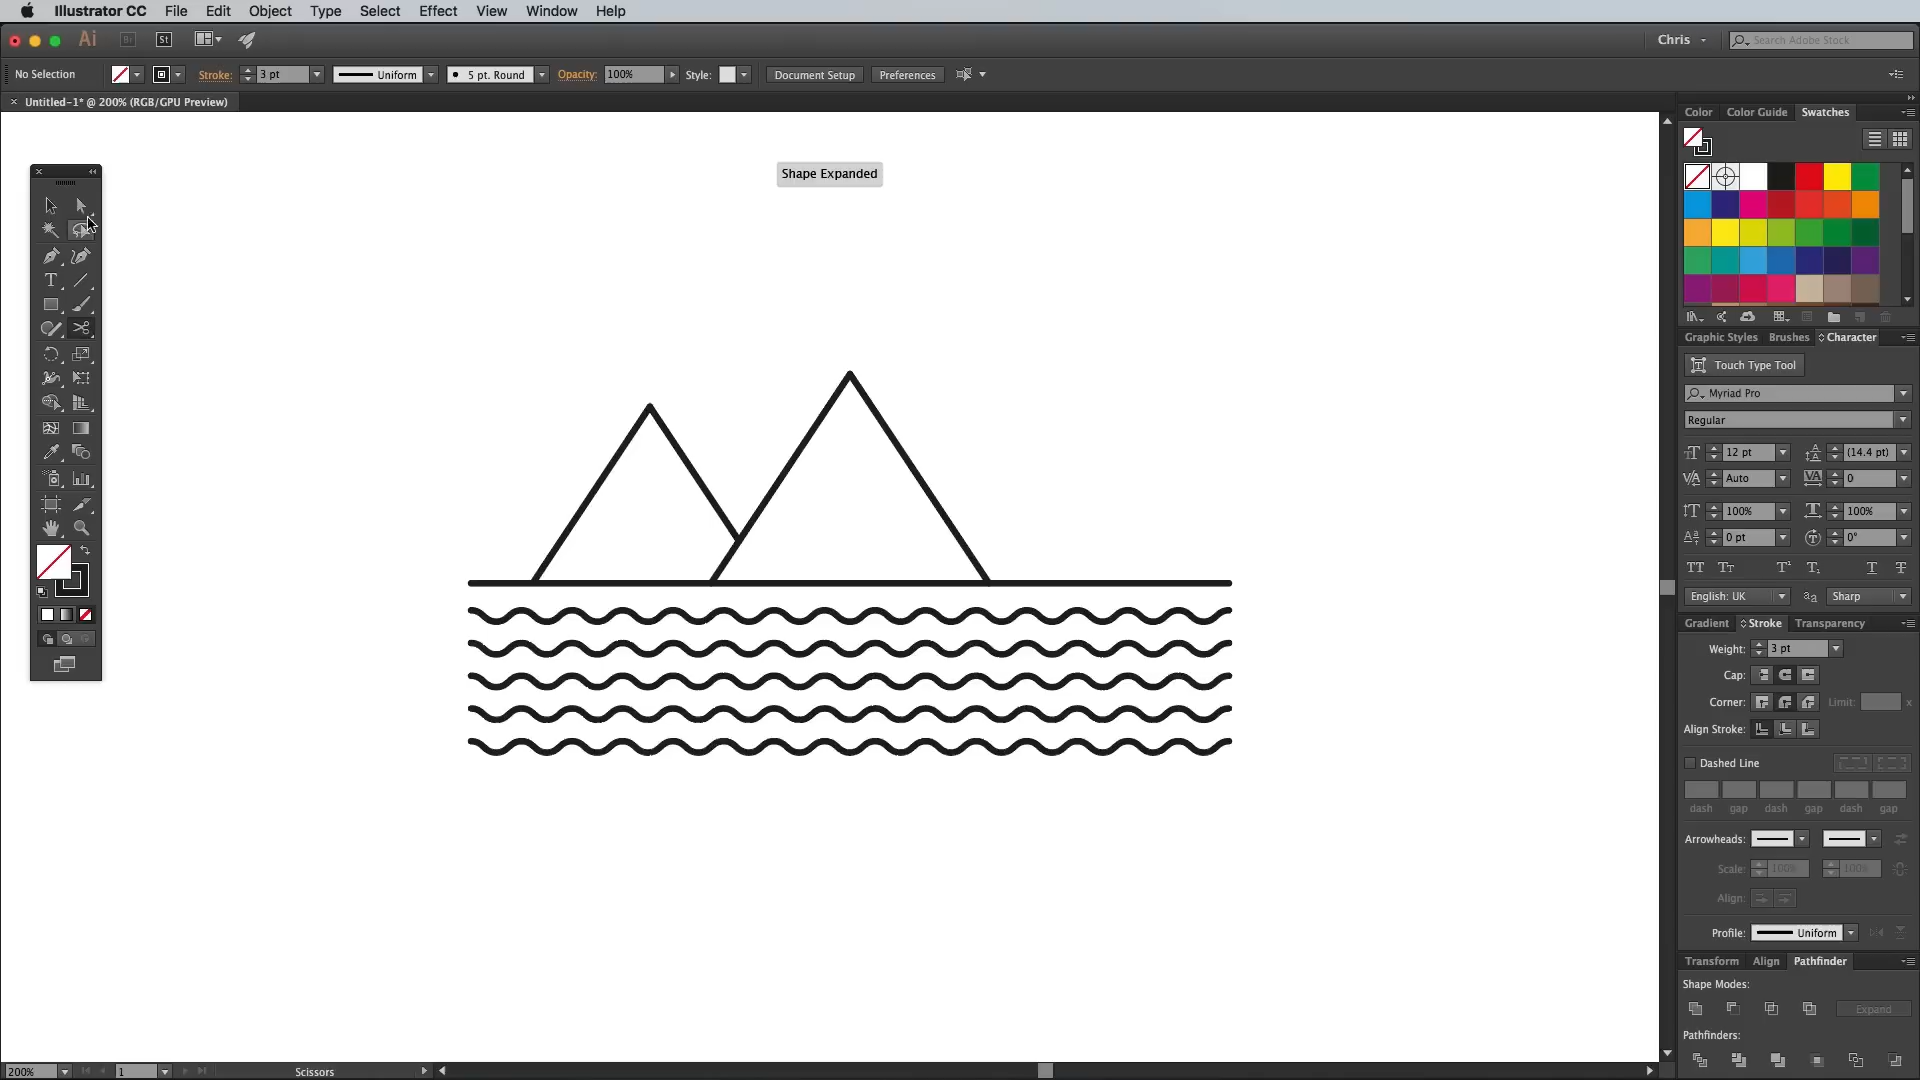 Illustrator CC File Edit Object Type Select Effect View Window Help
Ai Br St Chris Search Adobe Stock
No Selection Stroke: 3 pt Uniform 5 pt. Round Opacity: 100% Style: Document Setup Preferences
Untitled-1* @ 200% (RGB/GPU Preview)
Color Color Guide Swatches
Shape Expanded
Graphic Styles Brushes Character
Touch Type Tool
Myriad Pro
Regular
12 pt (14.4 pt)
Auto 0
100% 100%
0 pt 0°
English: UK Sharp
Gradient Stroke Transparency
Weight: 3 pt
Cap:
Corner: Limit: x
Align Stroke:
Dashed Line
dash gap dash gap dash gap
Arrowheads:
Scale: 100% 100%
Align:
Profile: Uniform
Transform Align Pathfinder
Shape Modes:
Expand
Pathfinders:
200% 1 Scissors